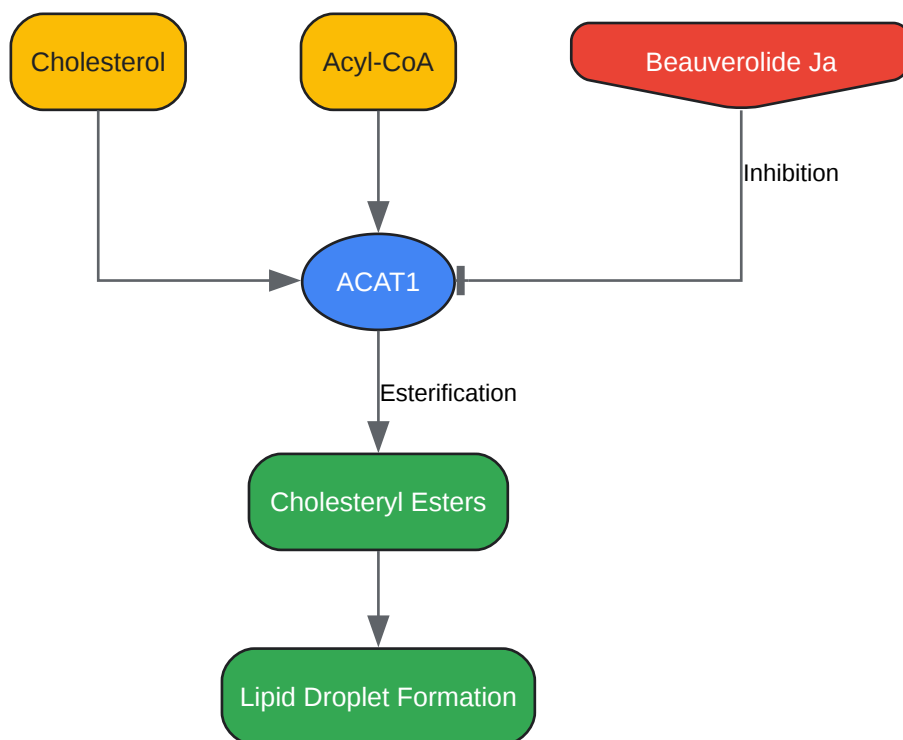 Cholesterol
Acyl-CoA
Beauverolide Ja
Inhibition
ACAT1
Esterification
Cholesteryl Esters
Lipid Droplet Formation